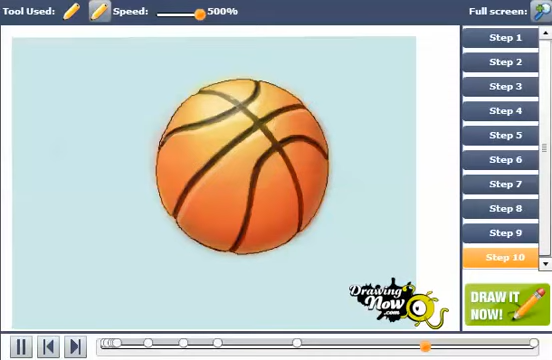 Tool Used:
Speed:
500%
Full screen:
Step 1
Step 2
Step 3
Step 4
Step 5
Step 6
Step 7
Step 8
Step 9
Step 10
Drawing
Now
.com
DRAW IT
NOW!